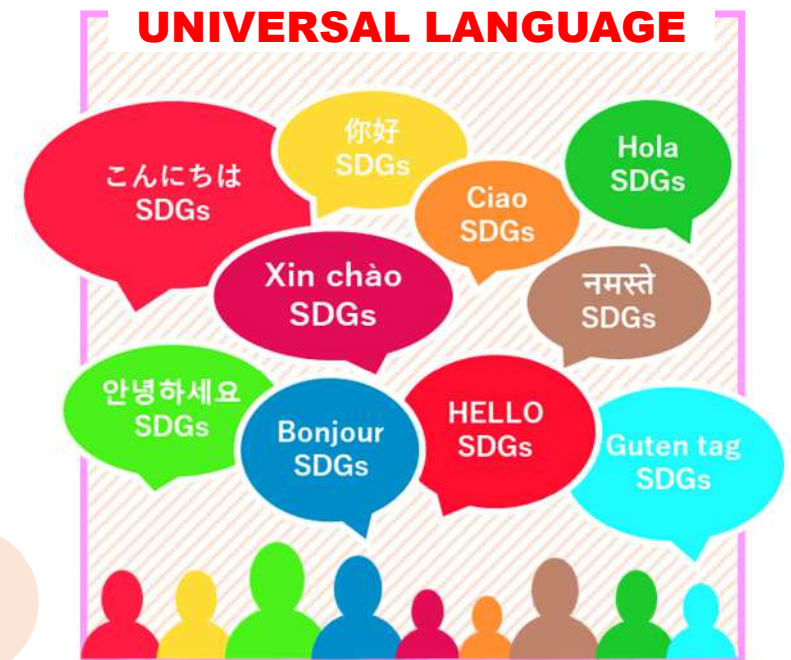 UNIVERSAL LANGUAGE
こんにちは
SDGs
你好
SDGs
Ciao
SDGs
Hola
SDGs
Xin chào
SDGs
नमस्ते
SDGs
안녕하세요
SDGs
Bonjour
SDGs
HELLO
SDGs
Guten tag
SDGs